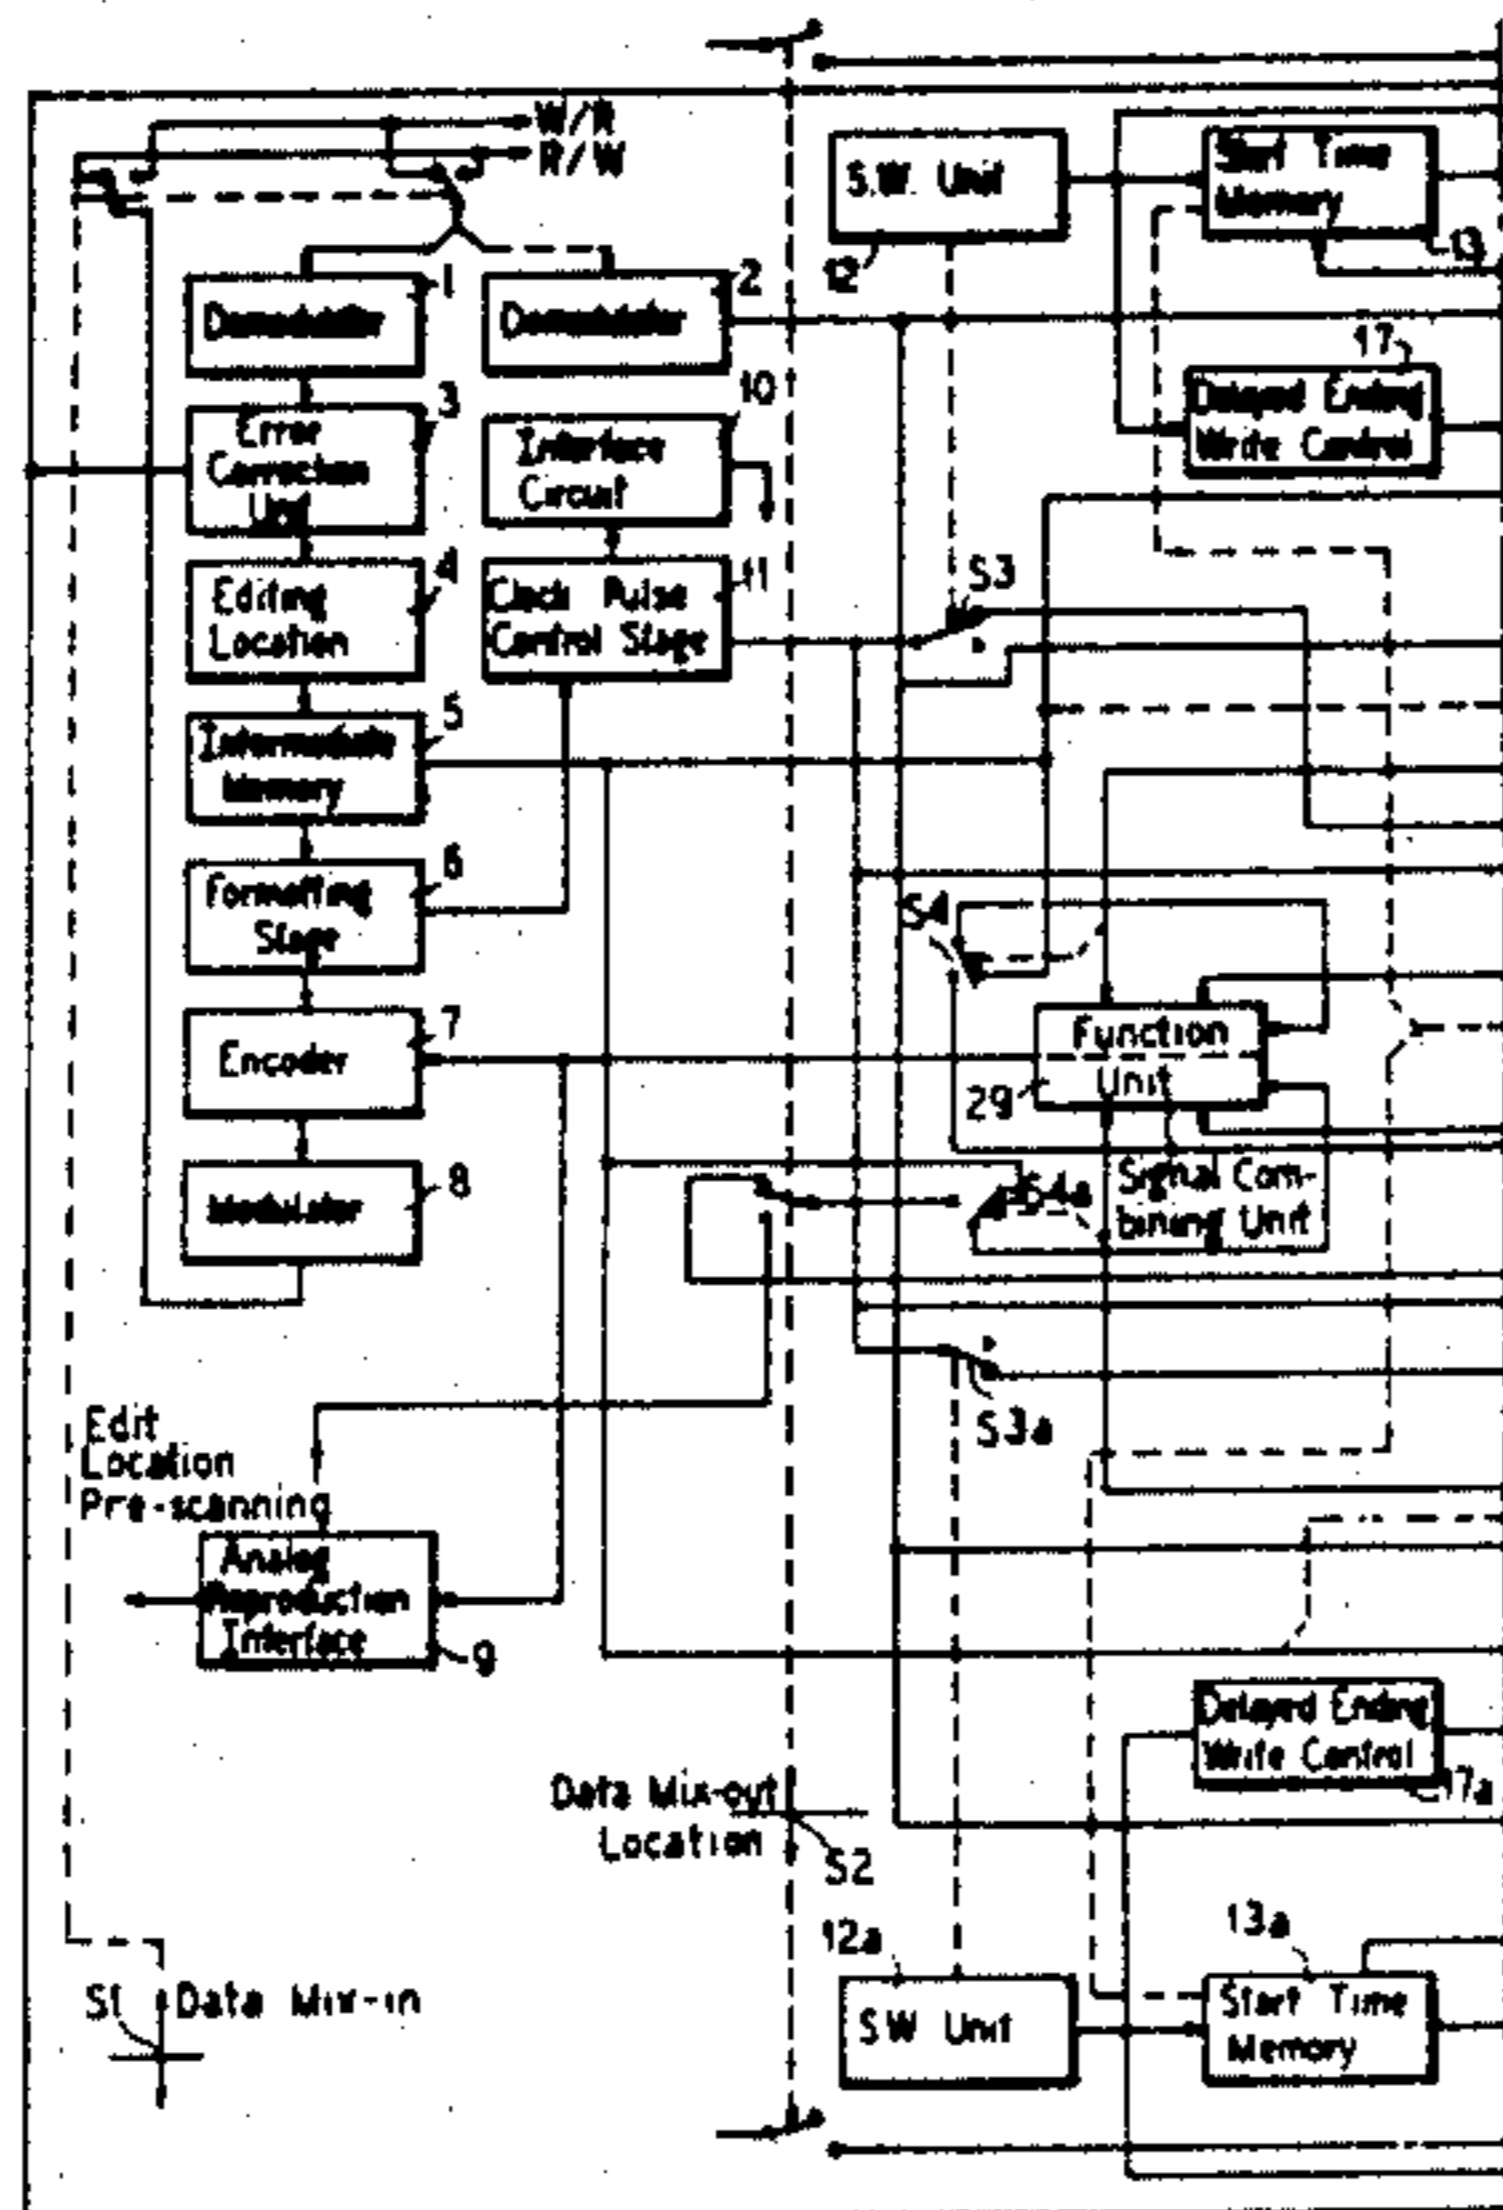 W/R
R/W
S.W. Unit
12
Start Time
Memory
13
1
Demodulator
2
Demodulator
17
Delayed Ending
Write Control
3
Error
Correction
Unit
10
Interface
Circuit
4
Editing
Location
11
Clock Pulse
Control Stage
S3
5
Intermediate
Memory
6
Formatting
Stage
S4
7
Encoder
Function
Unit
29
8
Modulator
S4a
Signal Com-
bining Unit
S3a
Edit
Location
Pre-scanning
Analog
Reproduction
Interface
9
Delayed Ending
Write Control
17a
Data Mix-out
Location
S2
12a
13a
S1
Data Mix-in
SW Unit
Start Time
Memory